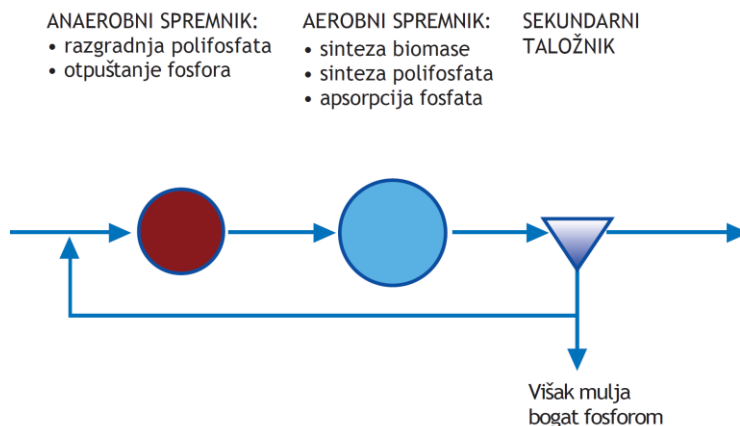 ANAEROBNI SPREMNIK:
• razgradnja polifosfata
• otpuštanje fosfora
AEROBNI SPREMNIK:
• sinteza biomase
• sinteza polifosfata
• apsorpcija fosfata
SEKUNDARNI
TALOŽNIK
Višak mulja
bogat fosforom